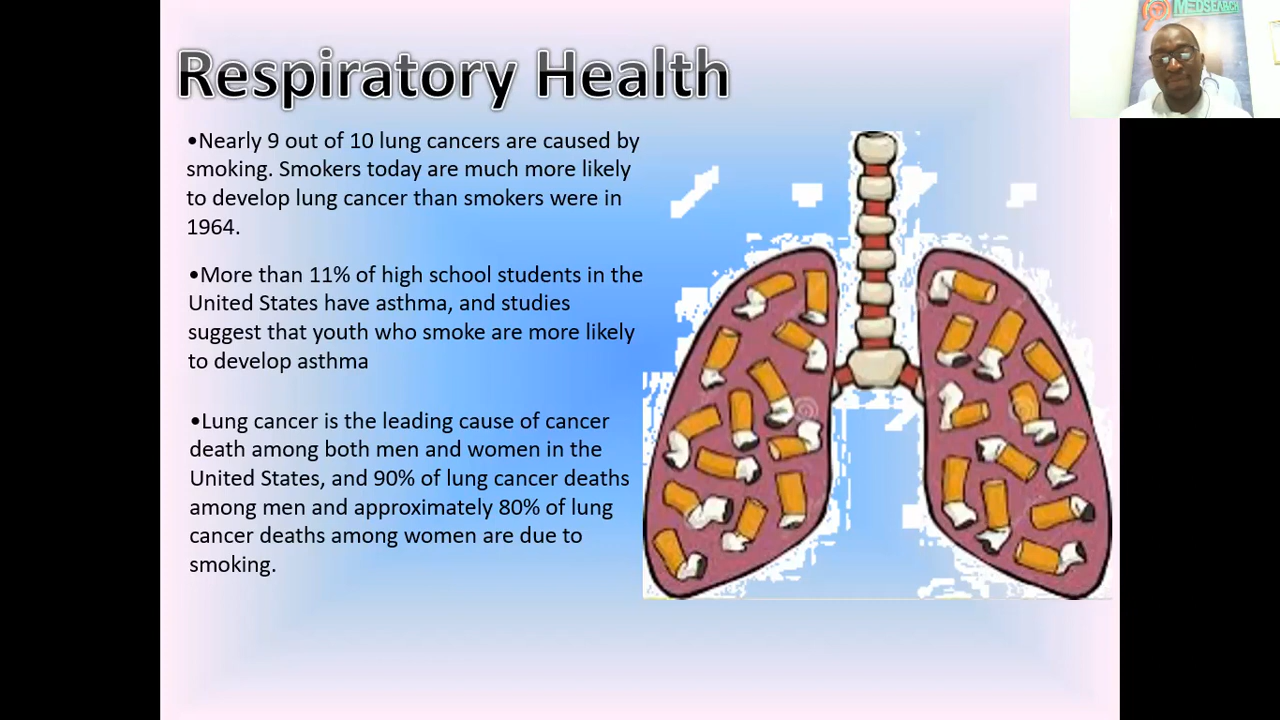 MEDSEARCH
Respiratory Health
•Nearly 9 out of 10 lung cancers are caused by
smoking. Smokers today are much more likely
to develop lung cancer than smokers were in
1964.
•More than 11% of high school students in the
United States have asthma, and studies
suggest that youth who smoke are more likely
to develop asthma
•Lung cancer is the leading cause of cancer
death among both men and women in the
United States, and 90% of lung cancer deaths
among men and approximately 80% of lung
cancer deaths among women are due to
smoking.